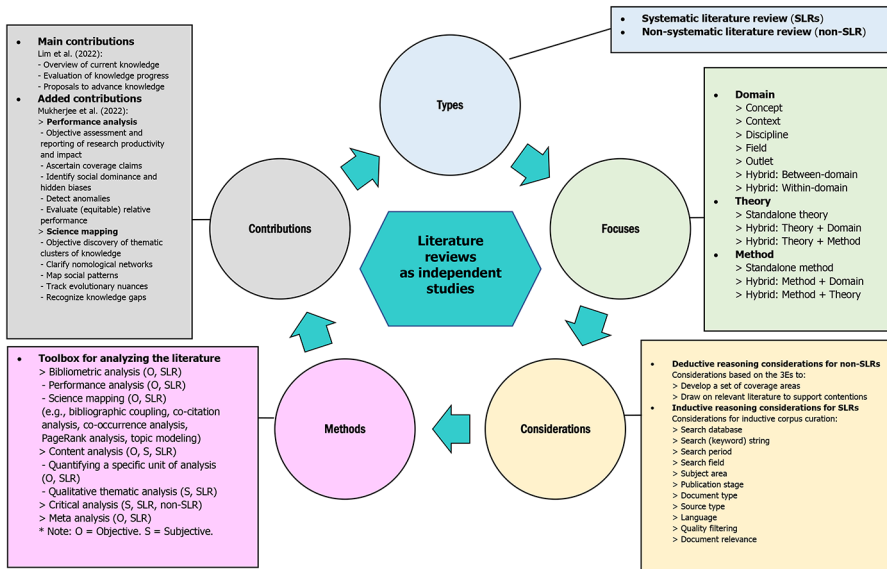 • Systematic literature review (SLRs)
• Non-systematic literature review (non-SLR)
• Main contributions
Lim et al. (2022):
- Overview of current knowledge
- Evaluation of knowledge progress
- Proposals to advance knowledge
• Added contributions
Mukherjee et al. (2022):
> Performance analysis
- Objective assessment and
reporting of research productivity
and impact
- Ascertain coverage claims
- Identify social dominance and
hidden biases
- Detect anomalies
- Evaluate (equitable) relative
performance
> Science mapping
- Objective discovery of thematic
clusters of knowledge
- Clarify nomological networks
- Map social patterns
- Track evolutionary nuances
- Recognize knowledge gaps
Types
• Domain
> Concept
> Context
> Discipline
> Field
> Outlet
> Hybrid: Between-domain
> Hybrid: Within-domain
• Theory
> Standalone theory
> Hybrid: Theory + Domain
> Hybrid: Theory + Method
• Method
> Standalone method
> Hybrid: Method + Domain
> Hybrid: Method + Theory
Contributions
Literature
reviews
as independent
studies
Focuses
• Toolbox for analyzing the literature
> Bibliometric analysis (O, SLR)
- Performance analysis (O, SLR)
- Science mapping (O, SLR)
(e.g., bibliographic coupling, co-citation
analysis, co-occurrence analysis,
PageRank analysis, topic modeling)
> Content analysis (O, S, SLR)
- Quantifying a specific unit of analysis
(O, SLR)
- Qualitative thematic analysis (S, SLR)
> Critical analysis (S, SLR, non-SLR)
> Meta analysis (O, SLR)
* Note: O = Objective. S = Subjective.
Methods
Considerations
• Deductive reasoning considerations for non-SLRs
Considerations based on the 3Es to:
> Develop a set of coverage areas
> Draw on relevant literature to support contentions
• Inductive reasoning considerations for SLRs
Considerations for inductive corpus curation:
> Search database
> Search (keyword) string
> Search period
> Search field
> Subject area
> Publication stage
> Document type
> Source type
> Language
> Quality filtering
> Document relevance